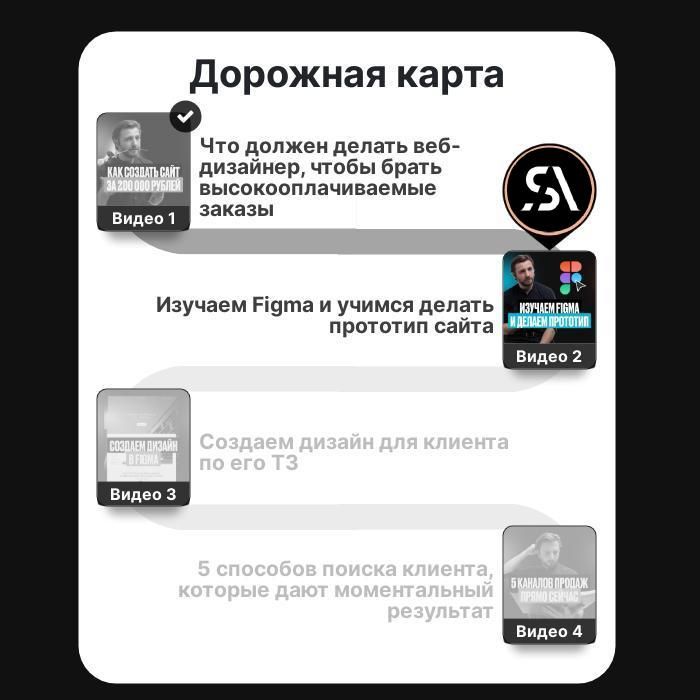 Дорожная карта
КАК СОЗДАТЬ САЙТ
ЗА 200 000 РУБЛЕЙ
Видео 1
Что должен делать веб-
дизайнер, чтобы брать
высокооплачиваемые
заказы
SA
Изучаем Figma и учимся делать
прототип сайта
ИЗУЧАЕМ FIGMA
И ДЕЛАЕМ ПРОТОТИП
Видео 2
СОЗДАЕМ ДИЗАЙН
В FIGMA
Видео 3
Создаем дизайн для клиента
по его ТЗ
5 способов поиска клиента,
которые дают моментальный
результат
5 КАНАЛОВ ПРОДАЖ
ПРЯМО СЕЙЧАС
Видео 4